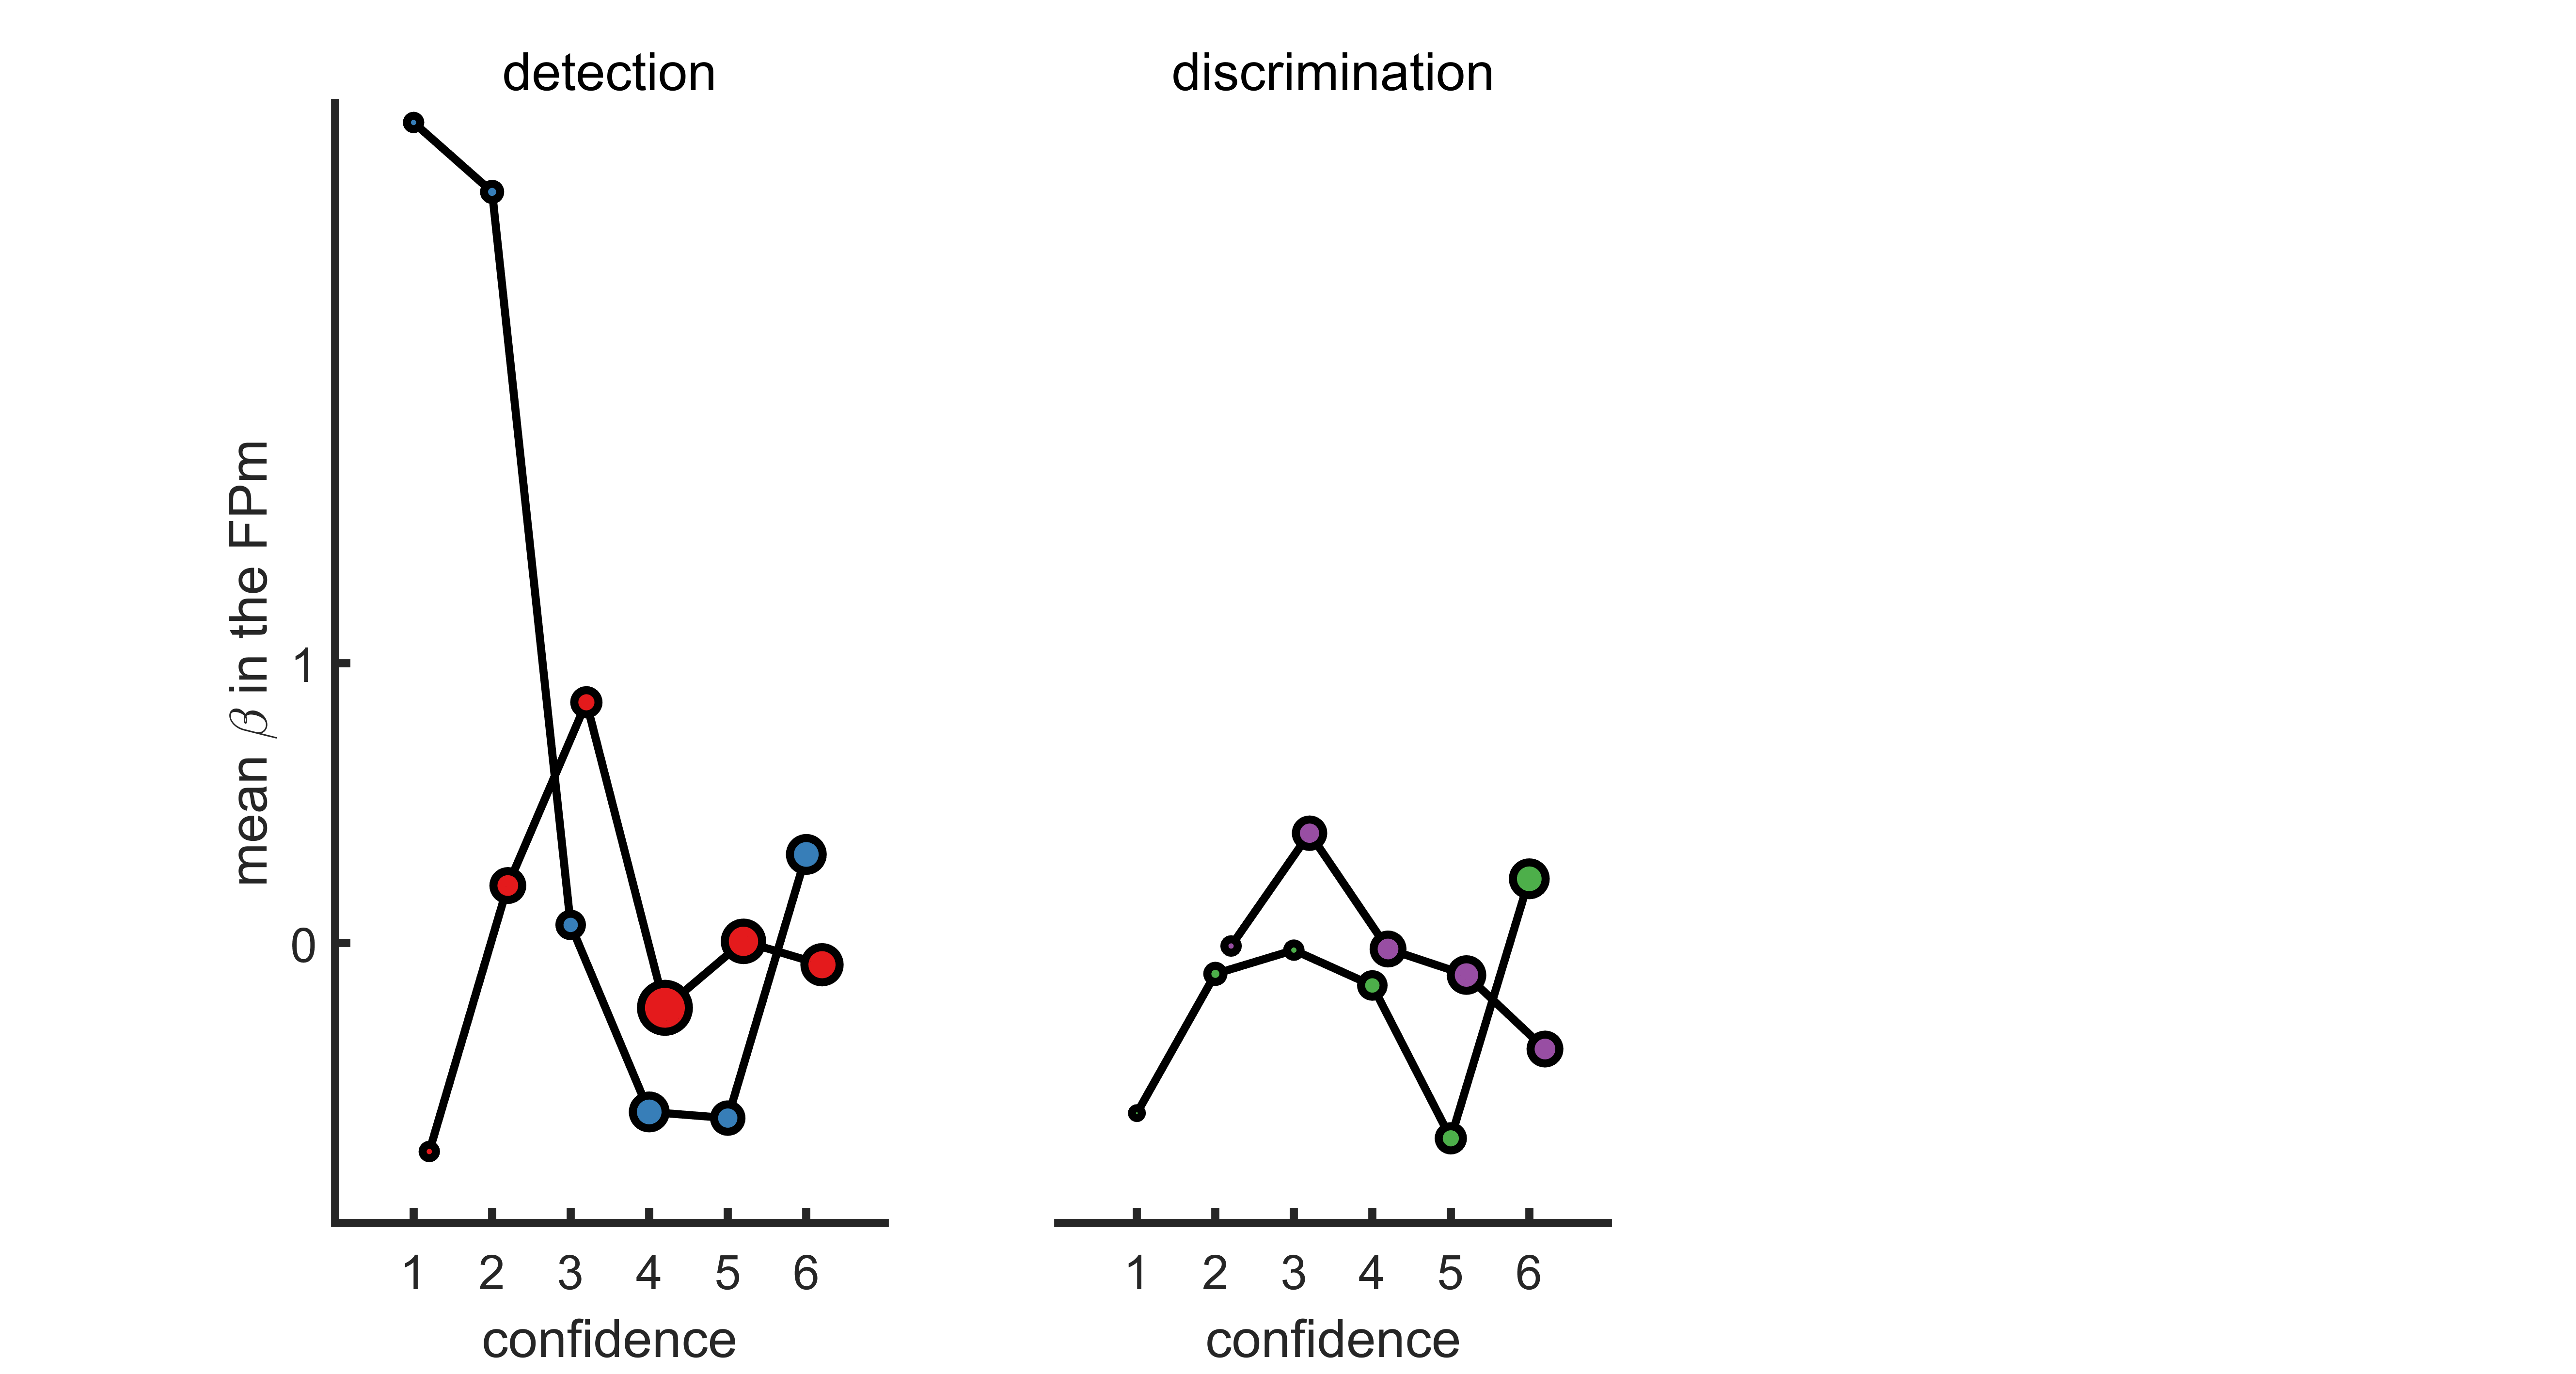 detection
discrimination
mean β in the FPm
1
0
1 2 3 4 5 6
1 2 3 4 5 6
confidence
confidence